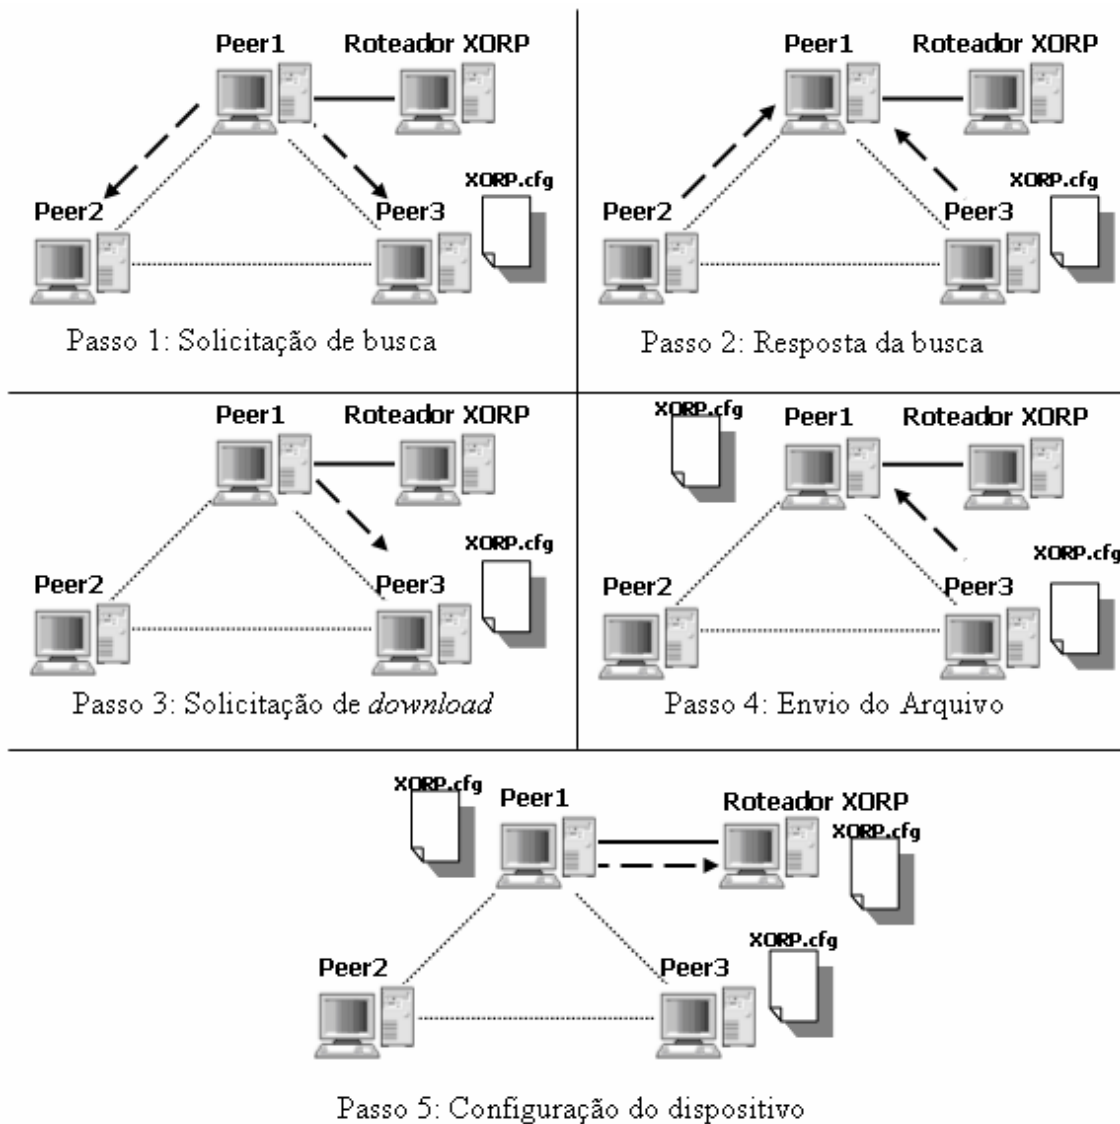 Peer1 Roteador XORP
XORP.cfg
Peer2 Peer3
Passo 1: Solicitação de busca
Peer1 Roteador XORP
XORP.cfg
Peer2 Peer3
Passo 2: Resposta da busca
Peer1 Roteador XORP
XORP.cfg
Peer2 Peer3
Passo 3: Solicitação de download
XORP.cfg
Peer1 Roteador XORP
XORP.cfg
Peer2 Peer3
Passo 4: Envio do Arquivo
XORP.cfg
Peer1 Roteador XORP
XORP.cfg
XORP.cfg
Peer2 Peer3
Passo 5: Configuração do dispositivo